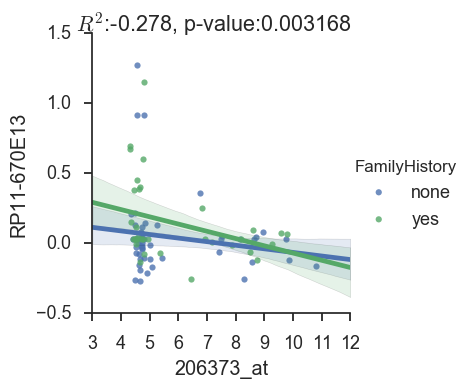 R²:-0.278, p-value:0.003168
1.5
1.0
0.5
0.0
−0.5
RP11-670E13
3 4 5 6 7 8 9 10 11 12
206373_at
FamilyHistory
none
yes